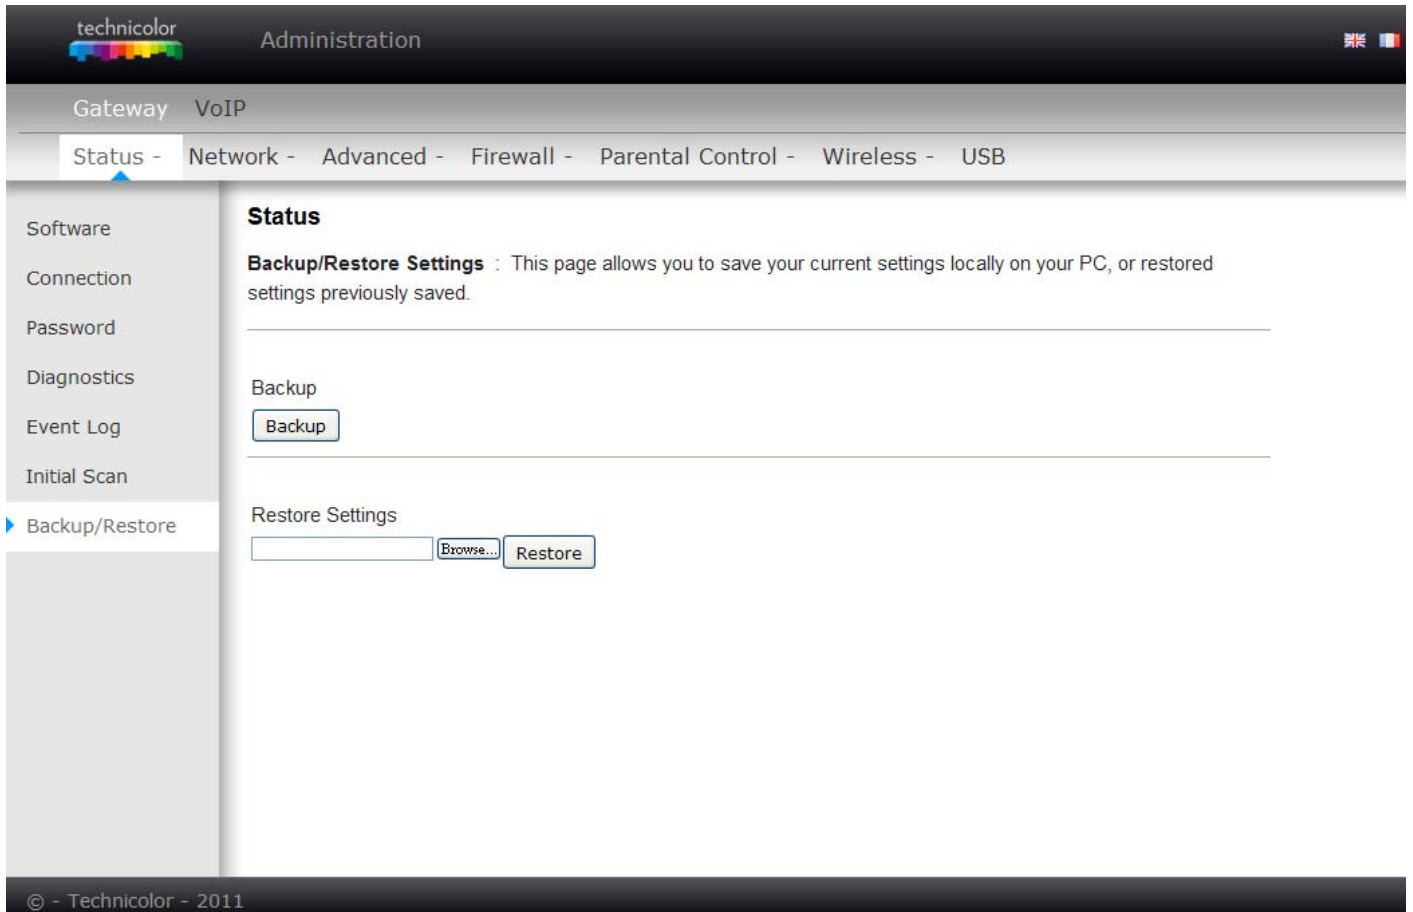 technicolor
Administration
Gateway VoIP
Status - Network - Advanced - Firewall - Parental Control - Wireless - USB
Software
Connection
Password
Diagnostics
Event Log
Initial Scan
Backup/Restore
Status
Backup/Restore Settings : This page allows you to save your current settings locally on your PC, or restored
settings previously saved.
Backup
Backup
Restore Settings
Browse... Restore
© - Technicolor - 2011